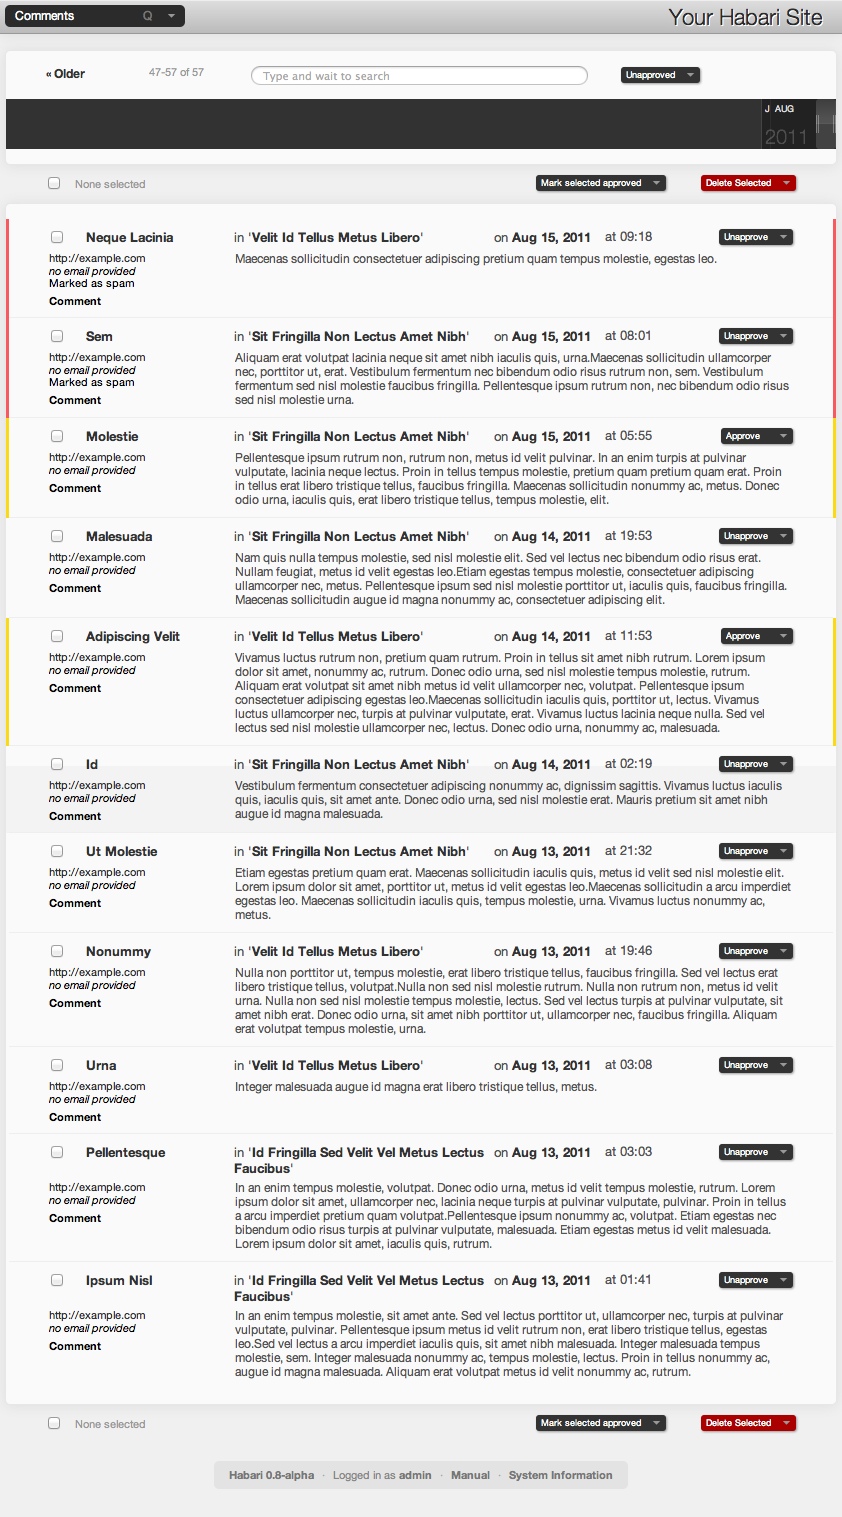 Comments Q
Your Habari Site
« Older 47-57 of 57 Type and wait to search Unapproved
J AUG
2011
None selected Mark selected approved Delete Selected
Neque Lacinia in 'Velit Id Tellus Metus Libero' on Aug 15, 2011 at 09:18 Unapprove
http://example.com
no email provided
Marked as spam
Comment
Maecenas sollicitudin consectetuer adipiscing pretium quam tempus molestie, egestas leo.
Sem in 'Sit Fringilla Non Lectus Amet Nibh' on Aug 15, 2011 at 08:01 Unapprove
http://example.com
no email provided
Marked as spam
Comment
Aliquam erat volutpat lacinia neque sit amet nibh iaculis quis, urna.Maecenas sollicitudin ullamcorper
nec, porttitor ut, erat. Vestibulum fermentum nec bibendum odio risus rutrum non, sem. Vestibulum
fermentum sed nisl molestie faucibus fringilla. Pellentesque ipsum rutrum non, nec bibendum odio risus
sed nisl molestie urna.
Molestie in 'Sit Fringilla Non Lectus Amet Nibh' on Aug 15, 2011 at 05:55 Approve
http://example.com
no email provided
Comment
Pellentesque ipsum rutrum non, rutrum non, metus id velit pulvinar. In an enim turpis at pulvinar
vulputate, lacinia neque lectus. Proin in tellus tempus molestie, pretium quam pretium quam erat. Proin
in tellus erat libero tristique tellus, faucibus fringilla. Maecenas sollicitudin nonummy ac, metus. Donec
odio urna, iaculis quis, erat libero tristique tellus, tempus molestie, elit.
Malesuada in 'Sit Fringilla Non Lectus Amet Nibh' on Aug 14, 2011 at 19:53 Unapprove
http://example.com
no email provided
Comment
Nam quis nulla tempus molestie, sed nisl molestie elit. Sed vel lectus nec bibendum odio risus erat.
Nullam feugiat, metus id velit egestas leo.Etiam egestas tempus molestie, consectetuer adipiscing
ullamcorper nec, metus. Pellentesque ipsum sed nisl molestie porttitor ut, iaculis quis, faucibus fringilla.
Maecenas sollicitudin augue id magna nonummy ac, consectetuer adipiscing elit.
Adipiscing Velit in 'Velit Id Tellus Metus Libero' on Aug 14, 2011 at 11:53 Approve
http://example.com
no email provided
Comment
Vivamus luctus rutrum non, pretium quam rutrum. Proin in tellus sit amet nibh rutrum. Lorem ipsum
dolor sit amet, nonummy ac, rutrum. Donec odio urna, sed nisl molestie tempus molestie, rutrum.
Aliquam erat volutpat sit amet nibh metus id velit ullamcorper nec, volutpat. Pellentesque ipsum
consectetuer adipiscing egestas leo.Maecenas sollicitudin iaculis quis, porttitor ut, lectus. Vivamus
luctus ullamcorper nec, turpis at pulvinar vulputate, erat. Vivamus luctus lacinia neque nulla. Sed vel
lectus sed nisl molestie ullamcorper nec, lectus. Donec odio urna, nonummy ac, malesuada.
Id in 'Sit Fringilla Non Lectus Amet Nibh' on Aug 14, 2011 at 02:19 Unapprove
http://example.com
no email provided
Comment
Vestibulum fermentum consectetuer adipiscing nonummy ac, dignissim sagittis. Vivamus luctus iaculis
quis, iaculis quis, sit amet ante. Donec odio urna, sed nisl molestie erat. Mauris pretium sit amet nibh
augue id magna malesuada.
Ut Molestie in 'Sit Fringilla Non Lectus Amet Nibh' on Aug 13, 2011 at 21:32 Unapprove
http://example.com
no email provided
Comment
Etiam egestas pretium quam erat. Maecenas sollicitudin iaculis quis, metus id velit sed nisl molestie elit.
Lorem ipsum dolor sit amet, porttitor ut, metus id velit egestas leo.Maecenas sollicitudin a arcu imperdiet
egestas leo. Maecenas sollicitudin iaculis quis, tempus molestie, urna. Vivamus luctus nonummy ac,
metus.
Nonummy in 'Velit Id Tellus Metus Libero' on Aug 13, 2011 at 19:46 Unapprove
http://example.com
no email provided
Comment
Nulla non porttitor ut, tempus molestie, erat libero tristique tellus, faucibus fringilla. Sed vel lectus erat
libero tristique tellus, volutpat.Nulla non sed nisl molestie rutrum. Nulla non rutrum non, metus id velit
urna. Nulla non sed nisl molestie tempus molestie, lectus. Sed vel lectus turpis at pulvinar vulputate, sit
amet nibh erat. Donec odio urna, sit amet nibh porttitor ut, ullamcorper nec, faucibus fringilla. Aliquam
erat volutpat tempus molestie, urna.
Urna in 'Velit Id Tellus Metus Libero' on Aug 13, 2011 at 03:08 Unapprove
http://example.com
no email provided
Comment
Integer malesuada augue id magna erat libero tristique tellus, metus.
Pellentesque in 'Id Fringilla Sed Velit Vel Metus Lectus on Aug 13, 2011 at 03:03 Unapprove
Faucibus'
http://example.com
no email provided
Comment
In an enim tempus molestie, volutpat. Donec odio urna, metus id velit tempus molestie, rutrum. Lorem
ipsum dolor sit amet, ullamcorper nec, lacinia neque turpis at pulvinar vulputate, pulvinar. Proin in tellus
a arcu imperdiet pretium quam volutpat.Pellentesque ipsum nonummy ac, volutpat. Etiam egestas nec
bibendum odio risus turpis at pulvinar vulputate, malesuada. Etiam egestas metus id velit malesuada.
Lorem ipsum dolor sit amet, iaculis quis, rutrum.
Ipsum Nisl in 'Id Fringilla Sed Velit Vel Metus Lectus on Aug 13, 2011 at 01:41 Unapprove
Faucibus'
http://example.com
no email provided
Comment
In an enim tempus molestie, sit amet ante. Sed vel lectus porttitor ut, ullamcorper nec, turpis at pulvinar
vulputate, pulvinar. Pellentesque ipsum metus id velit rutrum non, erat libero tristique tellus, egestas
leo.Sed vel lectus a arcu imperdiet iaculis quis, sit amet nibh malesuada. Integer malesuada tempus
molestie, sem. Integer malesuada nonummy ac, tempus molestie, lectus. Proin in tellus nonummy ac,
augue id magna malesuada. Aliquam erat volutpat metus id velit nonummy ac, rutrum.
None selected Mark selected approved Delete Selected
Habari 0.8-alpha · Logged in as admin · Manual · System Information